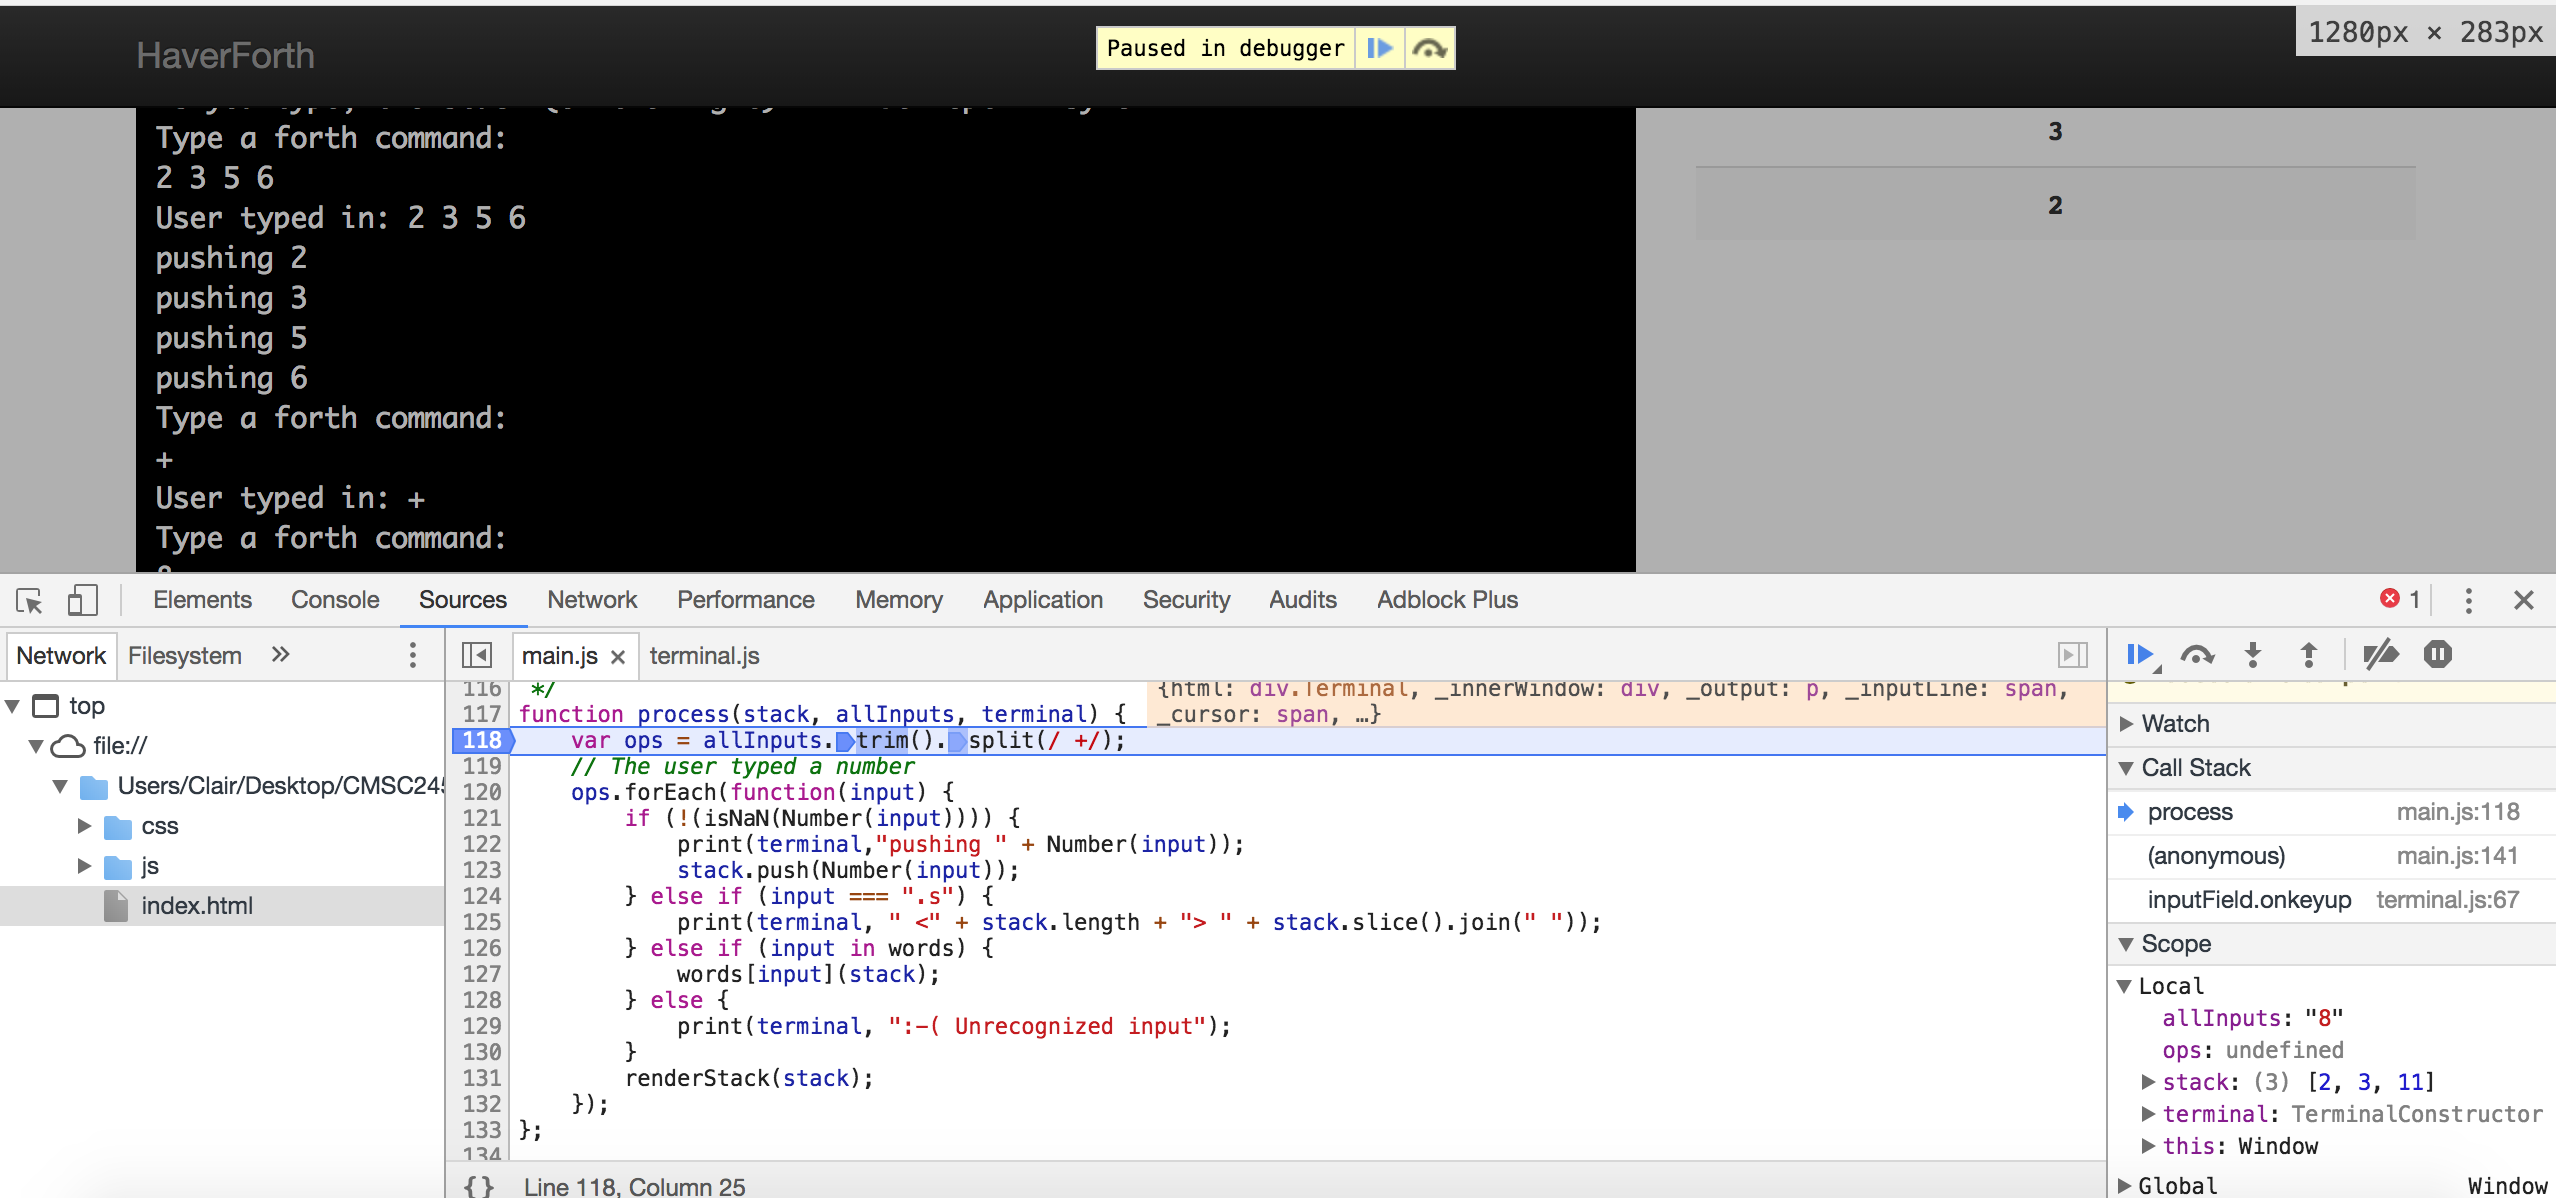 HaverForth
Paused in debugger
1280px × 283px
Type a forth command:
2 3 5 6
User typed in: 2 3 5 6
pushing 2
pushing 3
pushing 5
pushing 6
Type a forth command:
+
User typed in: +
Type a forth command:
3
2
Elements Console Sources Network Performance Memory Application Security Audits Adblock Plus
1
Network Filesystem »
top
file://
Users/Clair/Desktop/CMSC245
css
js
index.html
main.js × terminal.js
116 */
{html: div.Terminal, _innerWindow: div, _output: p, _inputLine: span,
117 function process(stack, allInputs, terminal) {
_cursor: span, …}
118 var ops = allInputs.trim().split(/ +/);
119 // The user typed a number
120 ops.forEach(function(input) {
121 if (!(isNaN(Number(input)))) {
122 print(terminal,"pushing " + Number(input));
123 stack.push(Number(input));
124 } else if (input === ".s") {
125 print(terminal, " <" + stack.length + "> " + stack.slice().join(" "));
126 } else if (input in words) {
127 words[input](stack);
128 } else {
129 print(terminal, ":-( Unrecognized input");
130 }
131 renderStack(stack);
132 });
133 };
134
{} Line 118, Column 25
Watch
Call Stack
process main.js:118
(anonymous) main.js:141
inputField.onkeyup terminal.js:67
Scope
Local
allInputs: "8"
ops: undefined
stack: (3) [2, 3, 11]
terminal: TerminalConstructor
this: Window
Global Window